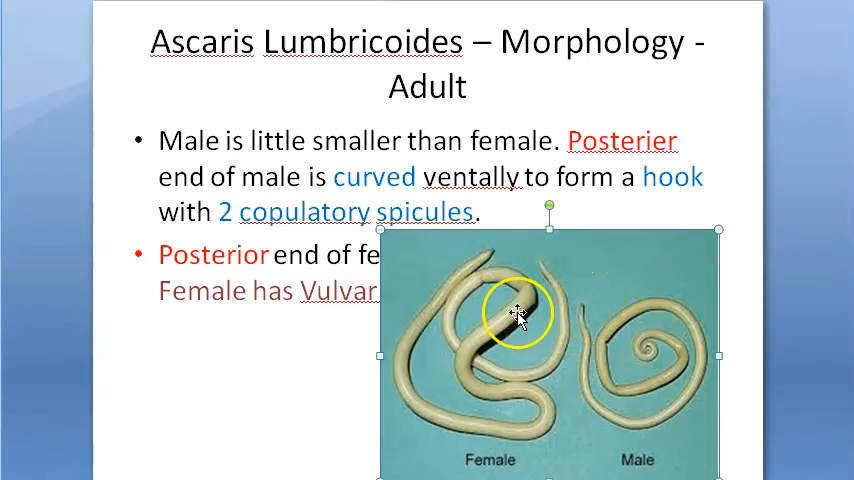 Ascaris Lumbricoides – Morphology -
Adult
• Male is little smaller than female. Posterier
end of male is curved ventally to form a hook
with 2 copulatory spicules.
• Posterior end of fe
Female has Vulvar
Female
Male